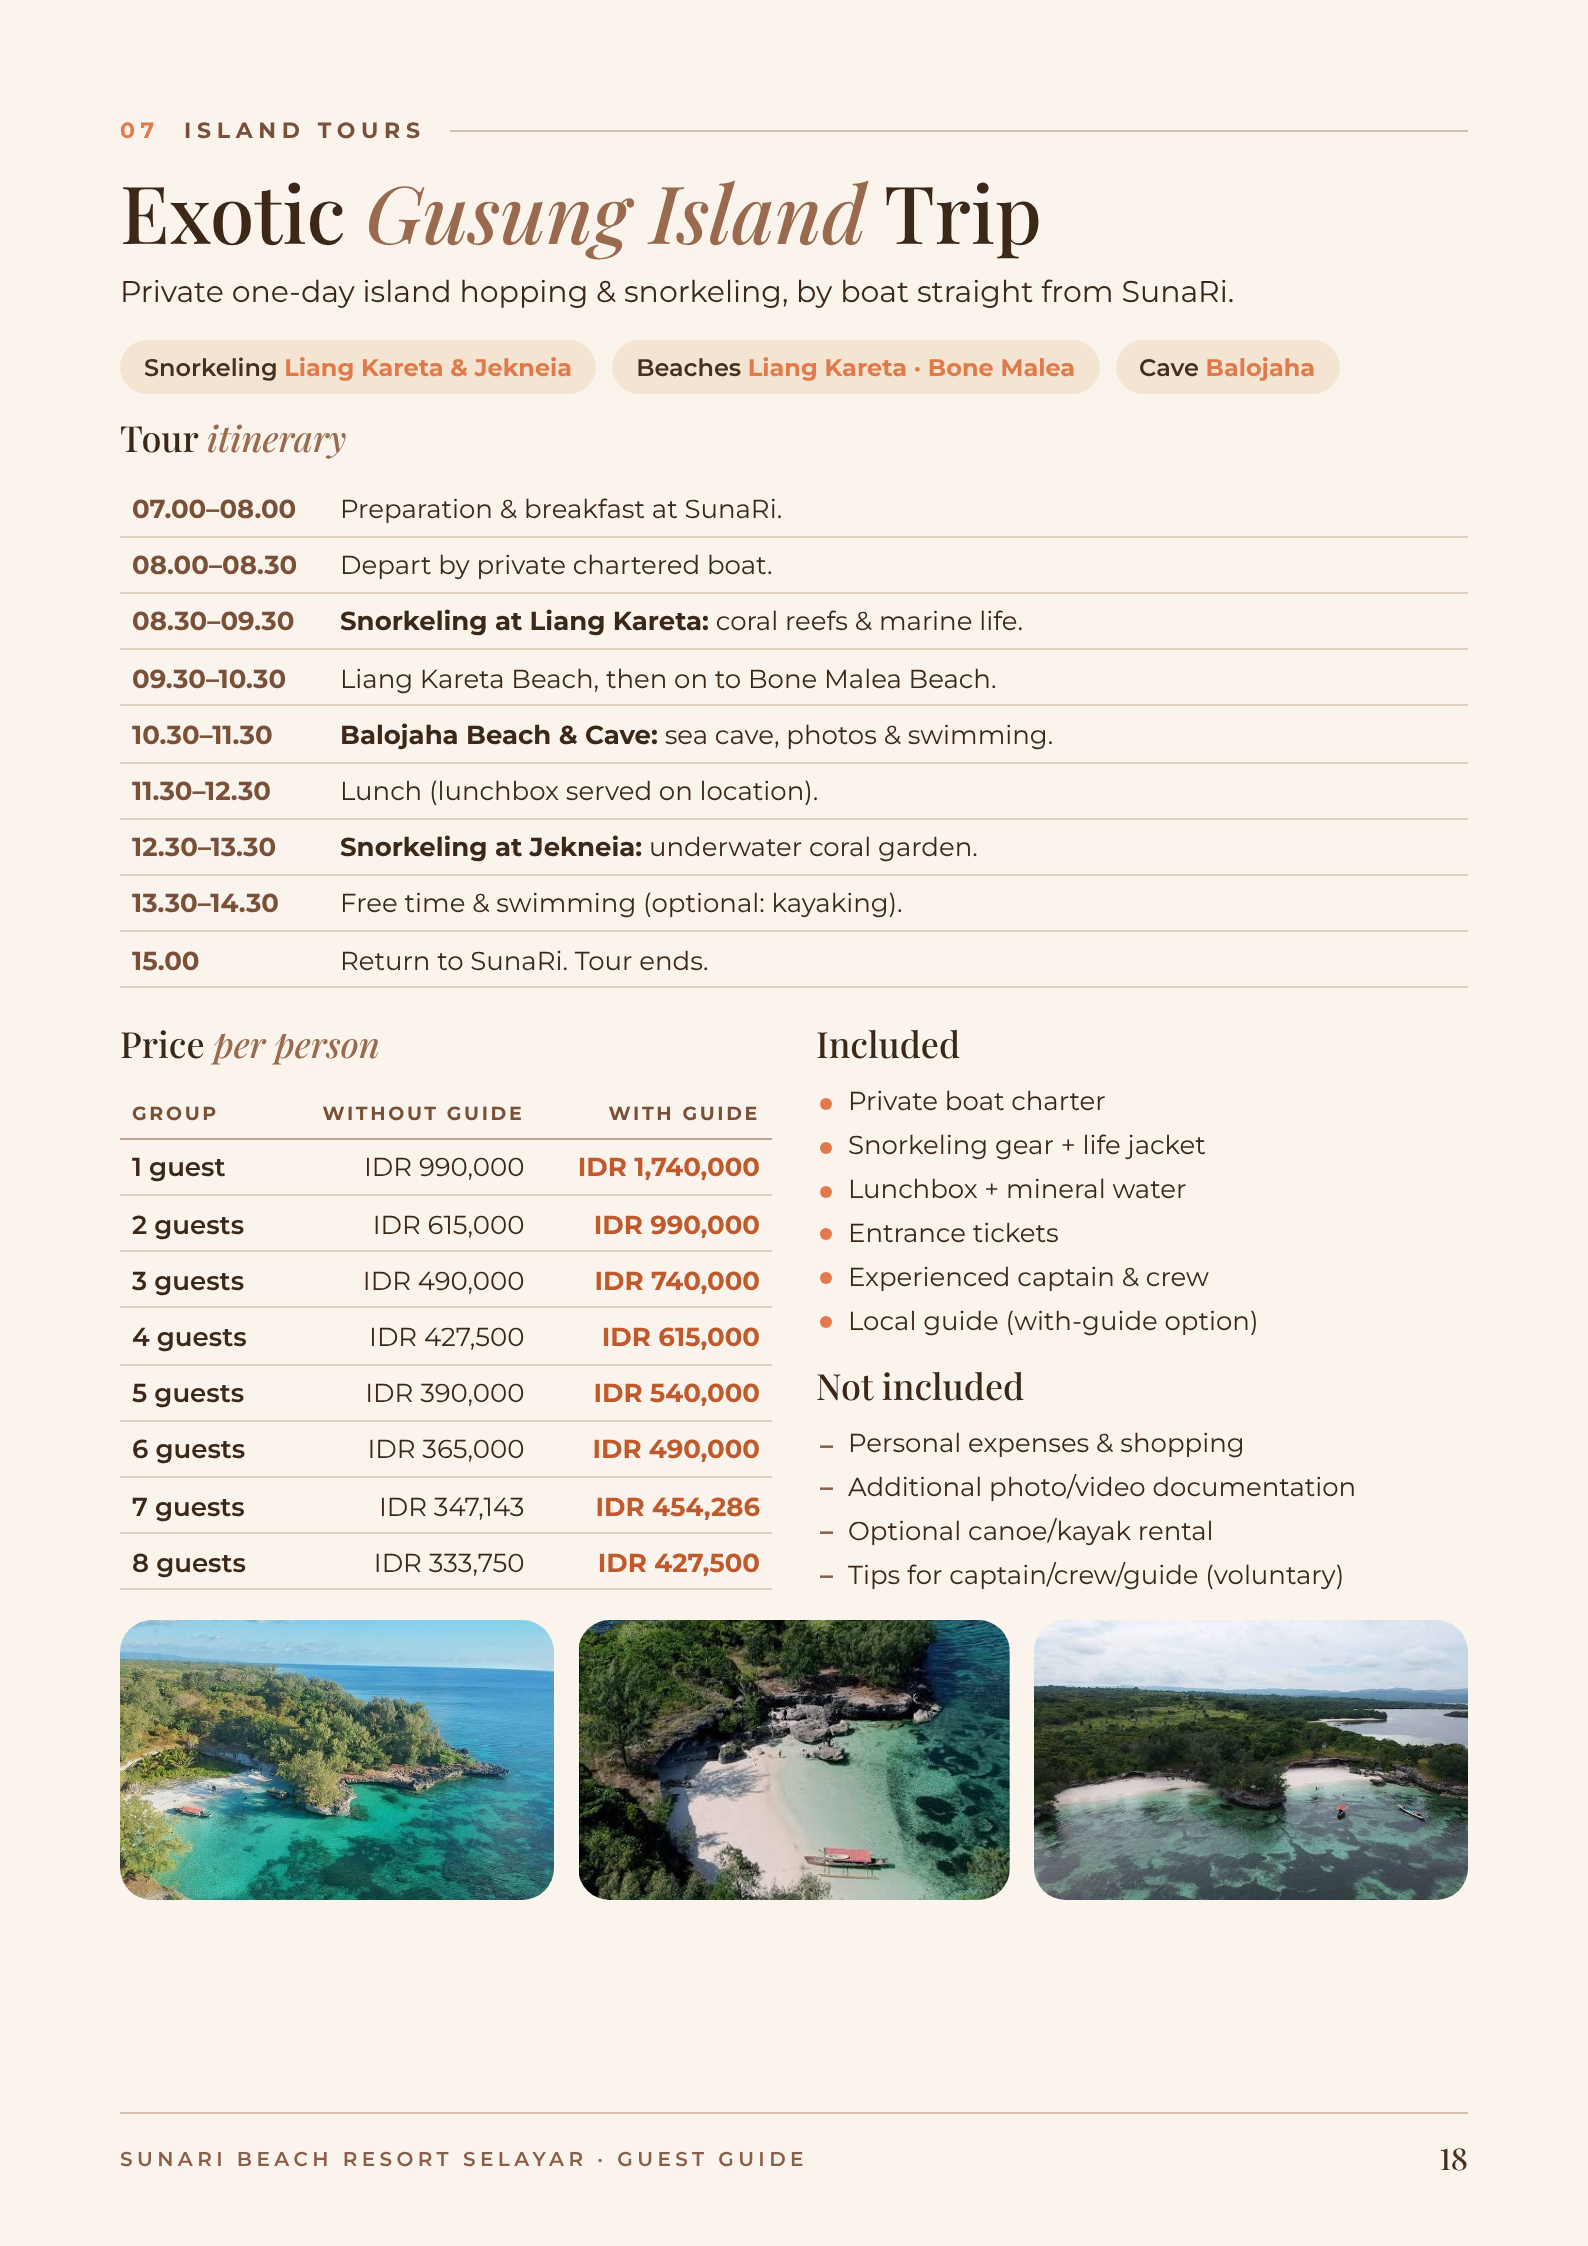 07 ISLAND TOURS
Exotic Gusung Island Trip
Private one-day island hopping & snorkeling, by boat straight from SunaRi.
Snorkeling Liang Kareta & Jekneia
Beaches Liang Kareta · Bone Malea
Cave Balojaha
Tour itinerary
07.00–08.00 Preparation & breakfast at SunaRi.
08.00–08.30 Depart by private chartered boat.
08.30–09.30 Snorkeling at Liang Kareta: coral reefs & marine life.
09.30–10.30 Liang Kareta Beach, then on to Bone Malea Beach.
10.30–11.30 Balojaha Beach & Cave: sea cave, photos & swimming.
11.30–12.30 Lunch (lunchbox served on location).
12.30–13.30 Snorkeling at Jekneia: underwater coral garden.
13.30–14.30 Free time & swimming (optional: kayaking).
15.00 Return to SunaRi. Tour ends.
Price per person
GROUP WITHOUT GUIDE WITH GUIDE
1 guest IDR 990,000 IDR 1,740,000
2 guests IDR 615,000 IDR 990,000
3 guests IDR 490,000 IDR 740,000
4 guests IDR 427,500 IDR 615,000
5 guests IDR 390,000 IDR 540,000
6 guests IDR 365,000 IDR 490,000
7 guests IDR 347,143 IDR 454,286
8 guests IDR 333,750 IDR 427,500
Included
Private boat charter
Snorkeling gear + life jacket
Lunchbox + mineral water
Entrance tickets
Experienced captain & crew
Local guide (with-guide option)
Not included
– Personal expenses & shopping
– Additional photo/video documentation
– Optional canoe/kayak rental
– Tips for captain/crew/guide (voluntary)
SUNARI BEACH RESORT SELAYAR · GUEST GUIDE
18